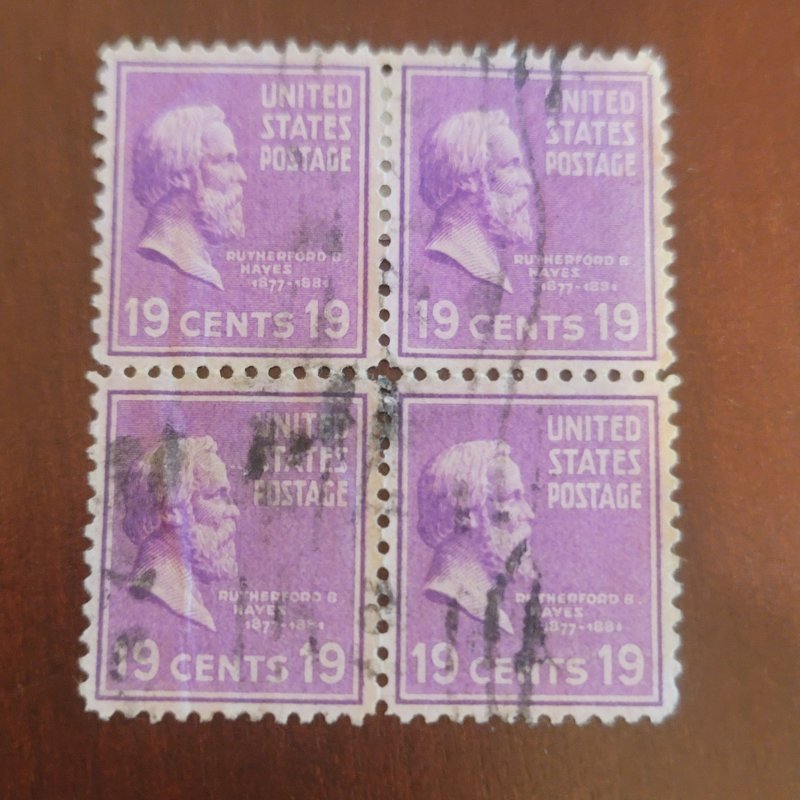 UNITED
STATES
POSTAGE
RUTHERFORD B.
HAYES
1877-1881
19 CENTS 19
UNITED
STATES
POSTAGE
RUTHERFORD B.
HAYES
1877-1881
19 CENTS 19
UNITED
STATES
POSTAGE
RUTHERFORD B.
HAYES
1877-1881
19 CENTS 19
UNITED
STATES
POSTAGE
RUTHERFORD B.
HAYES
1877-1881
19 CENTS 19